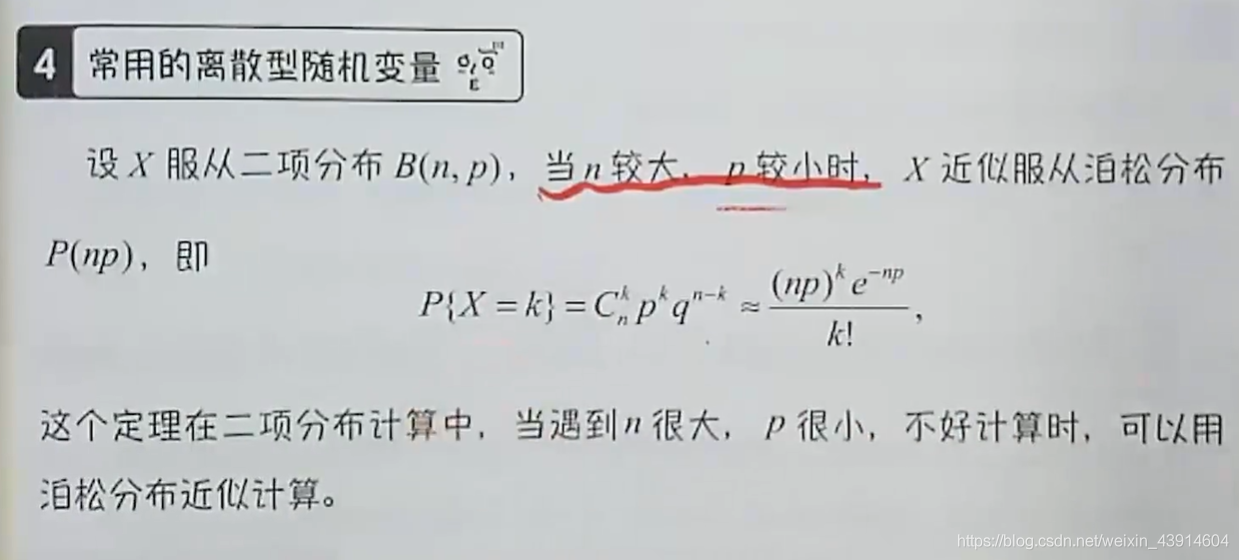 4 常用的离散型随机变量
设 X 服从二项分布 B(n, p)，当 n 较大，p 较小时，X 近似服从泊松分布
P(np)，即
P{X = k} = C_n^k p^k q^{n-k} ≈ \frac{(np)^k e^{-np}}{k!},
这个定理在二项分布计算中，当遇到 n 很大，p 很小，不好计算时，可以用
泊松分布近似计算。
https://blog.csdn.net/weixin_43914604